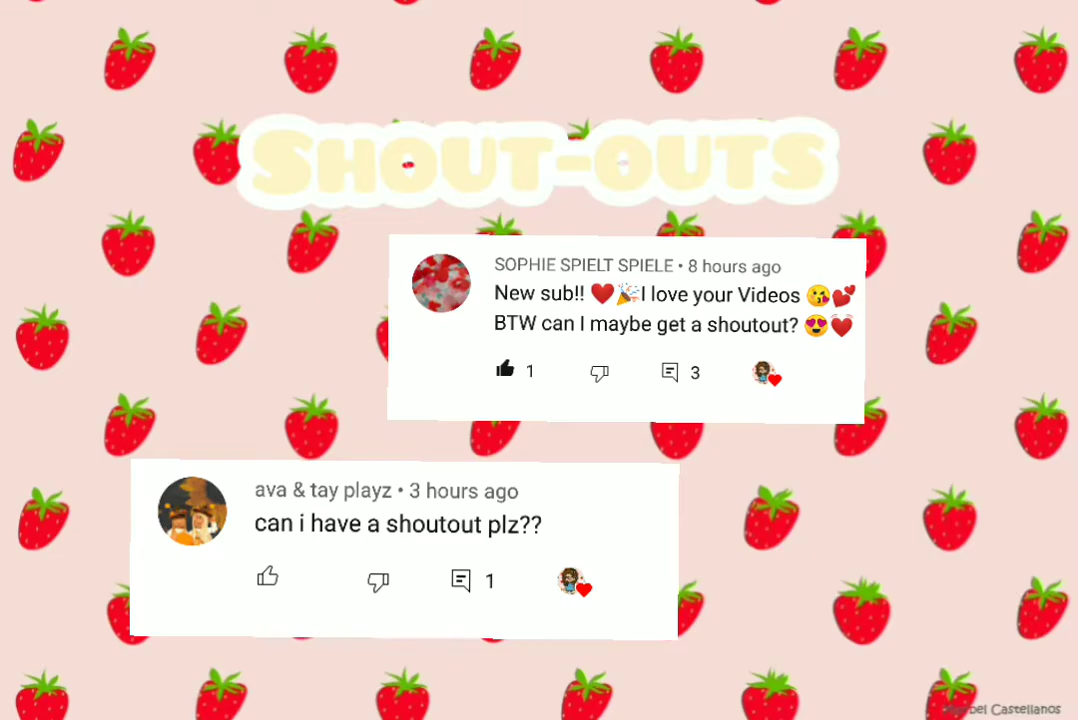 SHOUT-OUTS
SOPHIE SPIELT SPIELE • 8 hours ago
New sub!! ❤️🎉I love your Videos 😘💕
BTW can I maybe get a shoutout? 😍💓
1
3
ava & tay playz • 3 hours ago
can i have a shoutout plz??
1
Castellanos